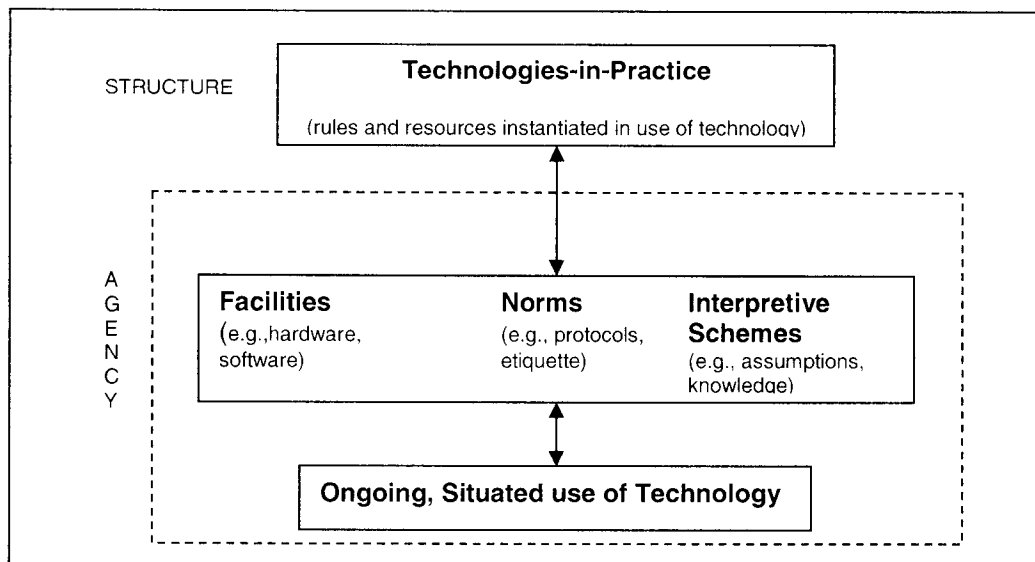 Technologies-in-Practice
STRUCTURE
(rules and resources instantiated in use of technology)
AGENCY
Facilities
(e.g.,hardware,
software)
Norms
(e.g., protocols,
etiquette)
Interpretive
Schemes
(e.g., assumptions,
knowledge)
Ongoing, Situated use of Technology